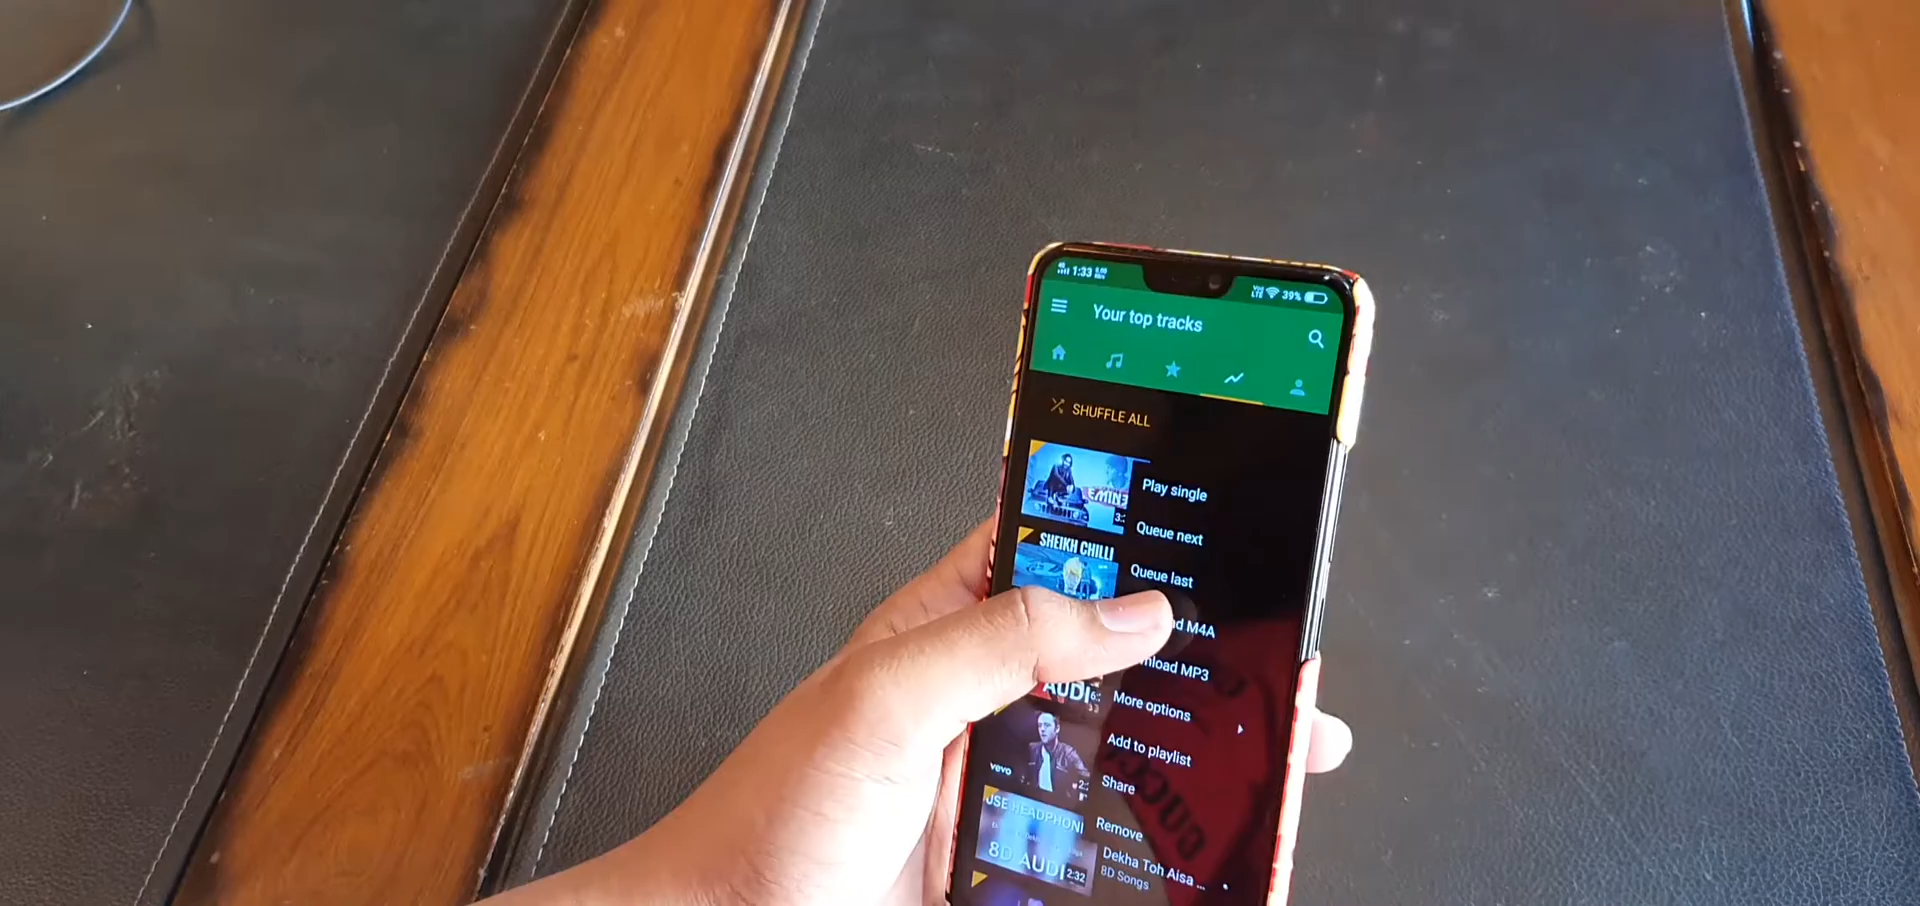 1:33
VoLTE 39%
Your top tracks
SHUFFLE ALL
Play single
Queue next
SHEIKH CHILLI
Queue last
M4A
MP3
AUDI
More options
Add to playlist
vevo
Share
Remove
8D AUDI
2:32
Dekha Toh Aisa ...
8D Songs